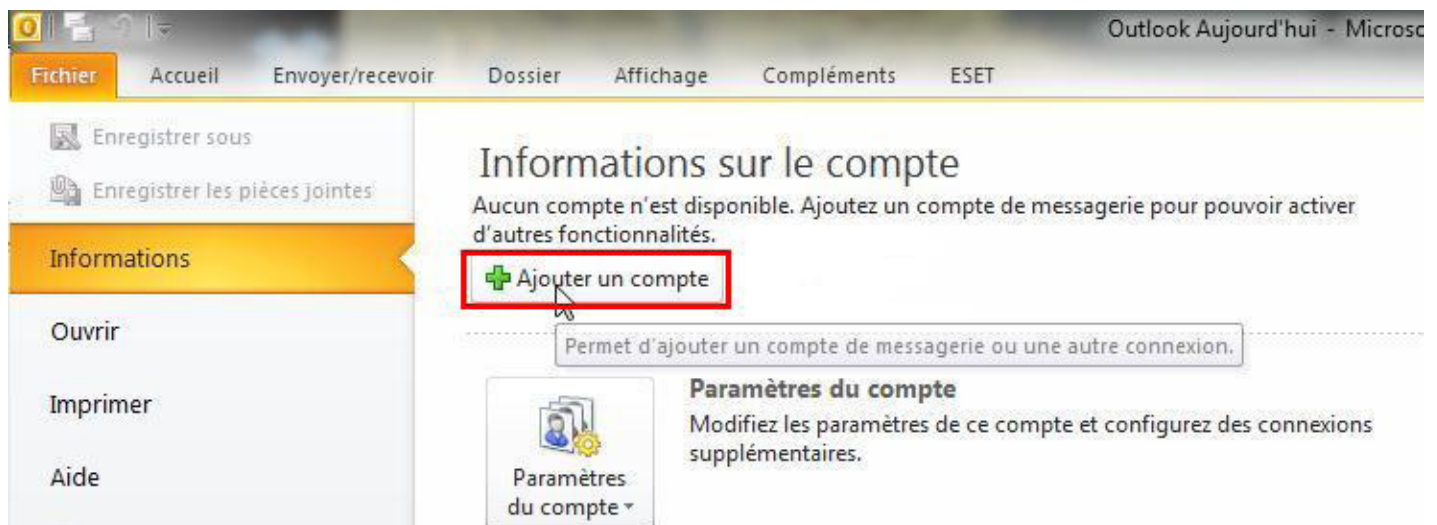 Outlook Aujourd'hui - Microsc
Fichier Accueil Envoyer/recevoir Dossier Affichage Compléments ESET
Enregistrer sous
Enregistrer les pièces jointes
Informations
Ouvrir
Imprimer
Aide
Informations sur le compte
Aucun compte n'est disponible. Ajoutez un compte de messagerie pour pouvoir activer
d'autres fonctionnalités.
Ajouter un compte
Permet d'ajouter un compte de messagerie ou une autre connexion.
Paramètres
du compte
Paramètres du compte
Modifiez les paramètres de ce compte et configurez des connexions
supplémentaires.